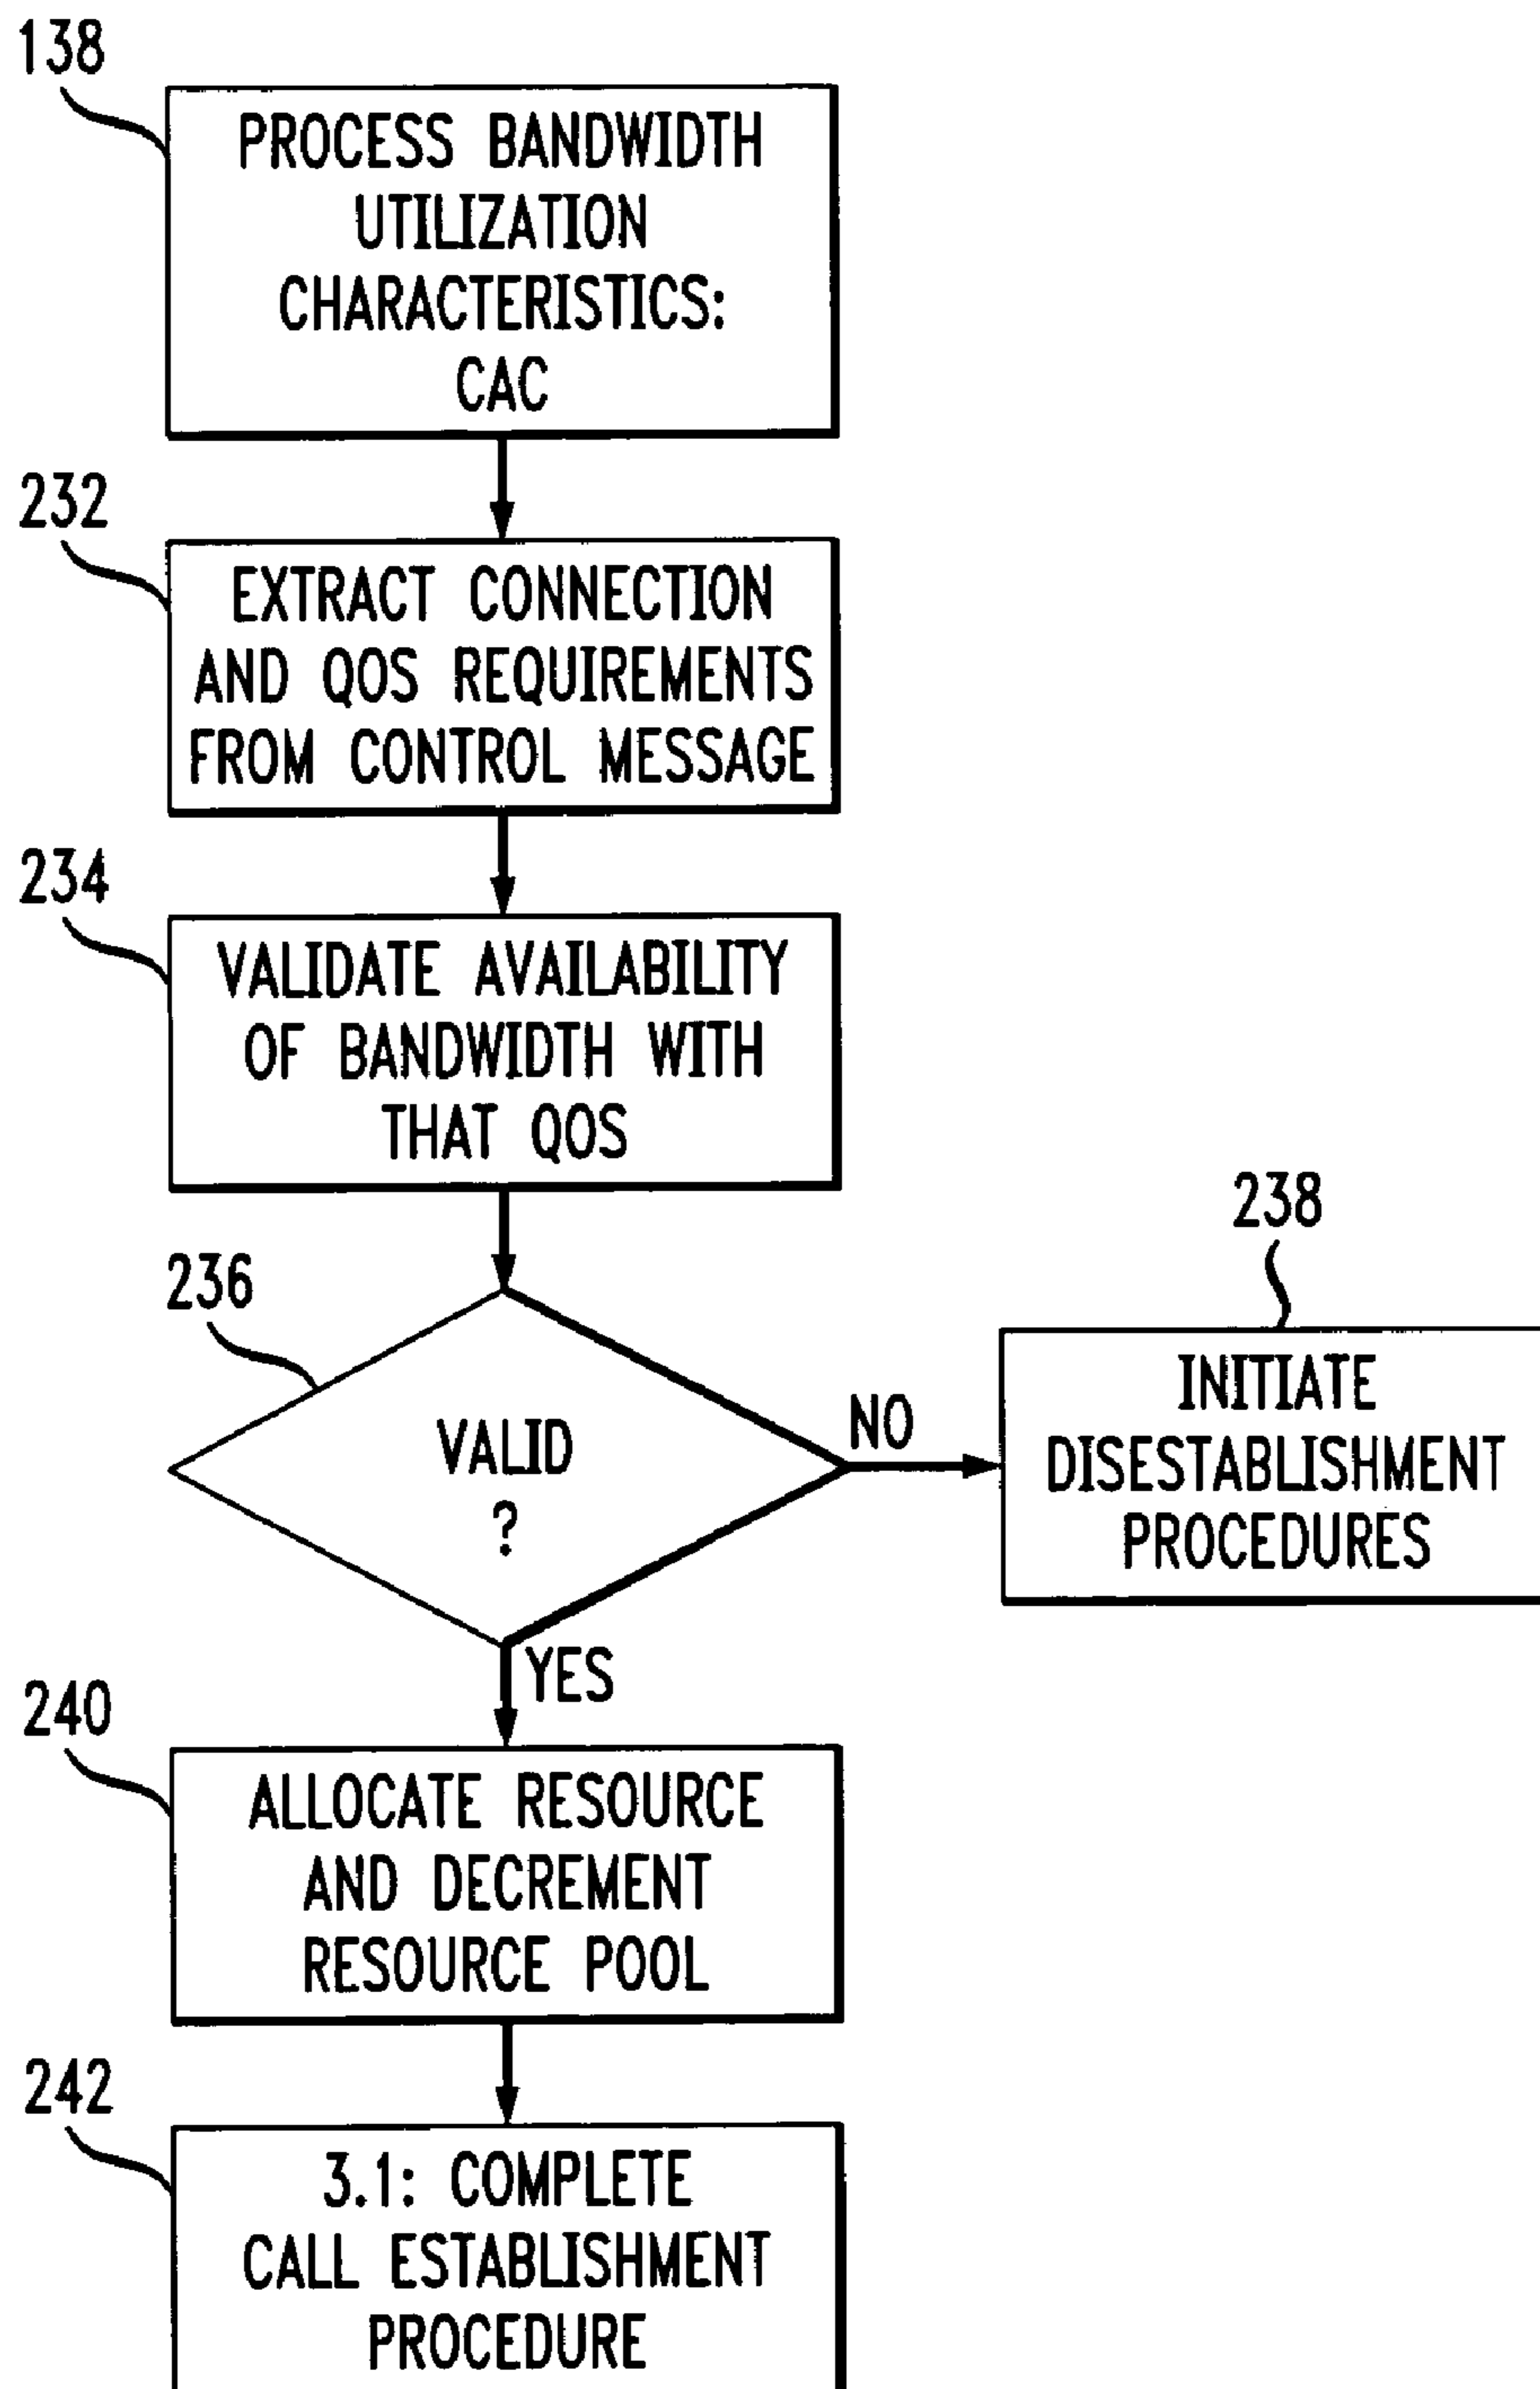 138
PROCESS BANDWIDTH
UTILIZATION
CHARACTERISTICS:
CAC
232
EXTRACT CONNECTION
AND QOS REQUIREMENTS
FROM CONTROL MESSAGE
234
VALIDATE AVAILABILITY
OF BANDWIDTH WITH
THAT QOS
236
VALID
?
NO
238
INITIATE
DISESTABLISHMENT
PROCEDURES
YES
240
ALLOCATE RESOURCE
AND DECREMENT
RESOURCE POOL
242
3.1: COMPLETE
CALL ESTABLISHMENT
PROCEDURE